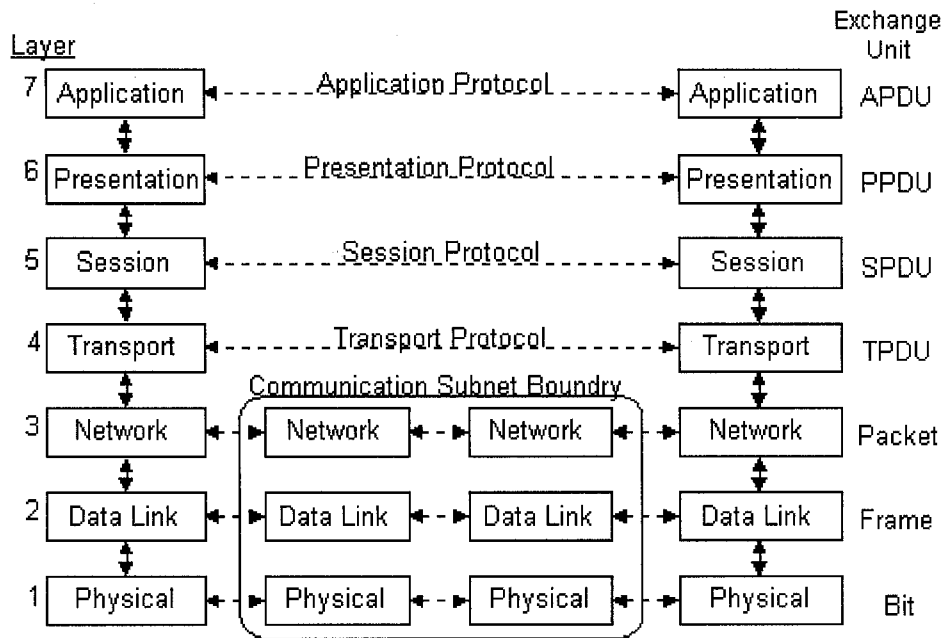 Exchange
Unit
Layer
7 Application Application Protocol Application APDU
6 Presentation Presentation Protocol Presentation PPDU
5 Session Session Protocol Session SPDU
4 Transport Transport Protocol Transport TPDU
Communication Subnet Boundry
3 Network Network Network Network Packet
2 Data Link Data Link Data Link Data Link Frame
1 Physical Physical Physical Physical Bit